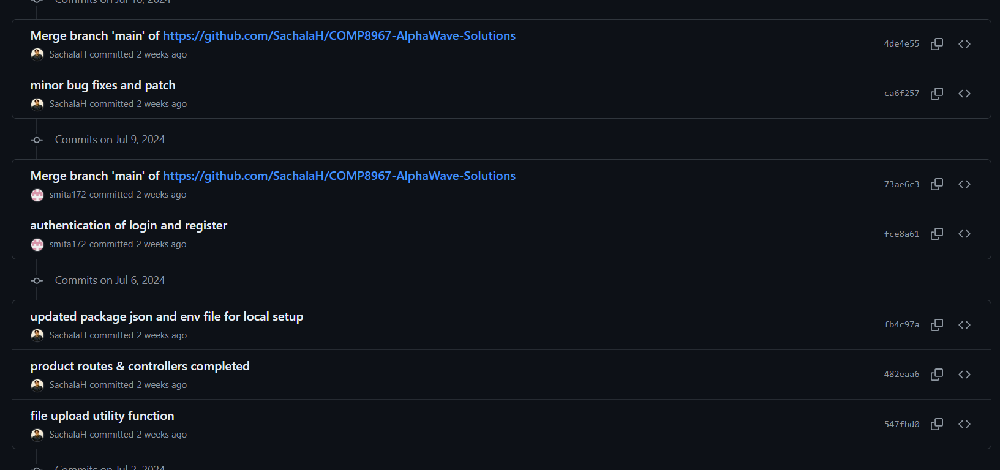 Commits on Jul 10, 2024
Merge branch 'main' of https://github.com/SachalaH/COMP8967-AlphaWave-Solutions
4de4e55
SachalaH committed 2 weeks ago
minor bug fixes and patch
ca6f257
SachalaH committed 2 weeks ago
Commits on Jul 9, 2024
Merge branch 'main' of https://github.com/SachalaH/COMP8967-AlphaWave-Solutions
73ae6c3
smita172 committed 2 weeks ago
authentication of login and register
fce8a61
smita172 committed 2 weeks ago
Commits on Jul 6, 2024
updated package json and env file for local setup
fb4c97a
SachalaH committed 2 weeks ago
product routes & controllers completed
482eaa6
SachalaH committed 2 weeks ago
file upload utility function
547fbd0
SachalaH committed 2 weeks ago
Commits on Jul 2, 2024